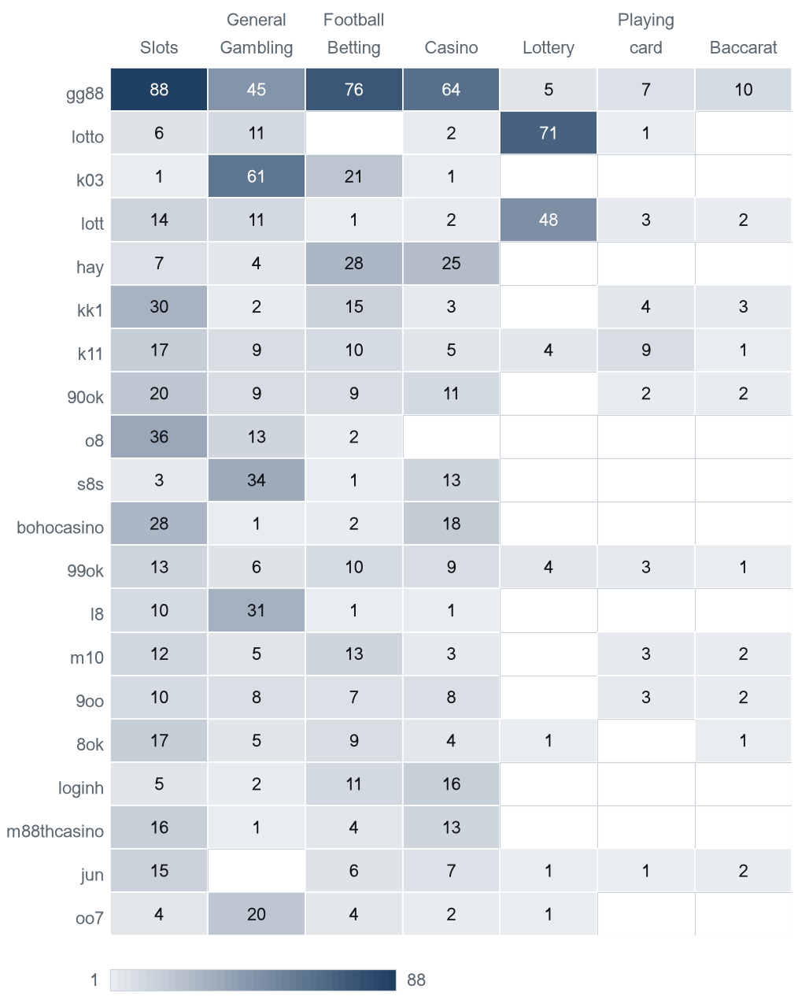 General Football Playing
Slots Gambling Betting Casino Lottery card Baccarat
gg88 88 45 76 64 5 7 10
lotto 6 11 2 71 1
k03 1 61 21 1
lott 14 11 1 2 48 3 2
hay 7 4 28 25
kk1 30 2 15 3 4 3
k11 17 9 10 5 4 9 1
90ok 20 9 9 11 2 2
o8 36 13 2
s8s 3 34 1 13
bohocasino 28 1 2 18
99ok 13 6 10 9 4 3 1
l8 10 31 1 1
m10 12 5 13 3 3 2
9oo 10 8 7 8 3 2
8ok 17 5 9 4 1 1
loginh 5 2 11 16
m88thcasino 16 1 4 13
jun 15 6 7 1 1 2
oo7 4 20 4 2 1
1 88